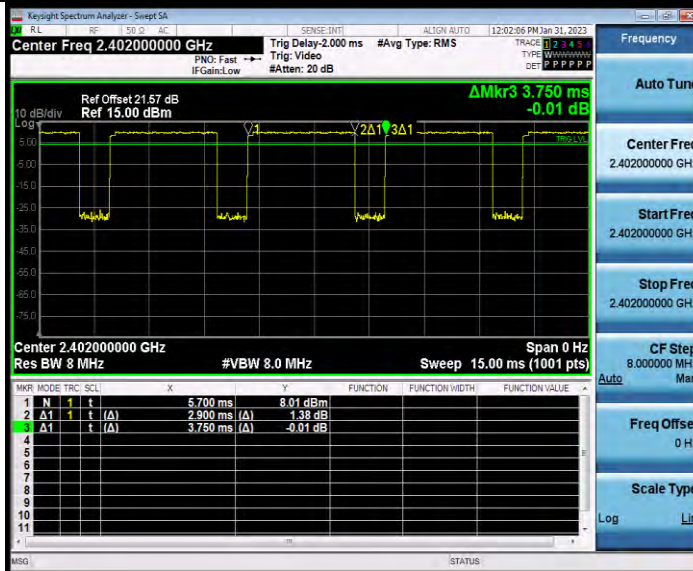 Keysight Spectrum Analyzer - Swept SA
RL RF 50 Ω AC SENSE:INT ALIGN AUTO 12:02:06 PM Jan 31, 2023
Center Freq 2.402000000 GHz Trig Delay-2.000 ms #Avg Type: RMS TRACE 1 2 3 4 5 6
PNO: Fast Trig: Video TYPE WWWWWW
IFGain:Low #Atten: 20 dB DET P P P P P P
Ref Offset 21.57 dB ΔMkr3 3.750 ms
10 dB/div Ref 15.00 dBm -0.01 dB
Log
1 2Δ1 3Δ1
5.00 TRIG LVL
-5.00
-15.0
-25.0
-35.0
-45.0
-55.0
-65.0
-75.0
Center 2.402000000 GHz Span 0 Hz
Res BW 8 MHz #VBW 8.0 MHz Sweep 15.00 ms (1001 pts)
MKR MODE TRC SCL X Y FUNCTION FUNCTION WIDTH FUNCTION VALUE
1 N 1 t 5.700 ms 8.01 dBm
2 Δ1 1 t (Δ) 2.900 ms (Δ) 1.38 dB
3 Δ1 t (Δ) 3.750 ms (Δ) -0.01 dB
4
5
6
7
8
9
10
11
MSG STATUS
Frequency
Auto Tune
Center Freq
2.402000000 GH
Start Freq
2.402000000 GH
Stop Freq
2.402000000 GH
CF Step
8.000000 MH
Auto Man
Freq Offse
0 H
Scale Type
Log Lin